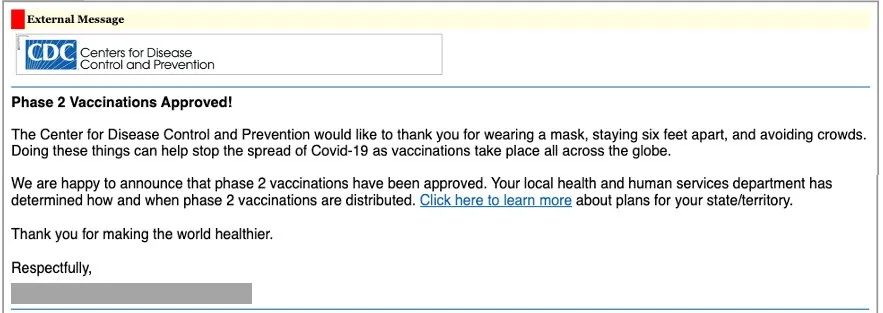 External Message
CDC Centers for Disease
Control and Prevention
Phase 2 Vaccinations Approved!
The Center for Disease Control and Prevention would like to thank you for wearing a mask, staying six feet apart, and avoiding crowds.
Doing these things can help stop the spread of Covid-19 as vaccinations take place all across the globe.
We are happy to announce that phase 2 vaccinations have been approved. Your local health and human services department has
determined how and when phase 2 vaccinations are distributed. Click here to learn more about plans for your state/territory.
Thank you for making the world healthier.
Respectfully,